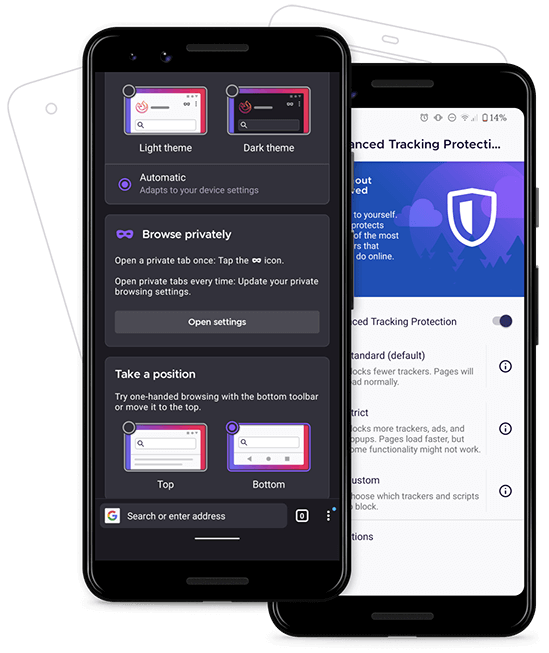 Light theme
Dark theme
Automatic
Adapts to your device settings
Browse privately
Open a private tab once: Tap the icon.
Open private tabs every time: Update your private
browsing settings.
Open settings
Take a position
Try one-handed browsing with the bottom toolbar
or move it to the top.
Top
Bottom
G
Search or enter address
0
14%
anced Tracking Protecti...
out
ved
to yourself.
protects
of the most
ers that
do online.
nced Tracking Protection
tandard (default)
locks fewer trackers. Pages will
oad normally.
trict
locks more trackers, ads, and
opups. Pages load faster, but
ome functionality might not work.
ustom
hoose which trackers and scripts
o block.
tions